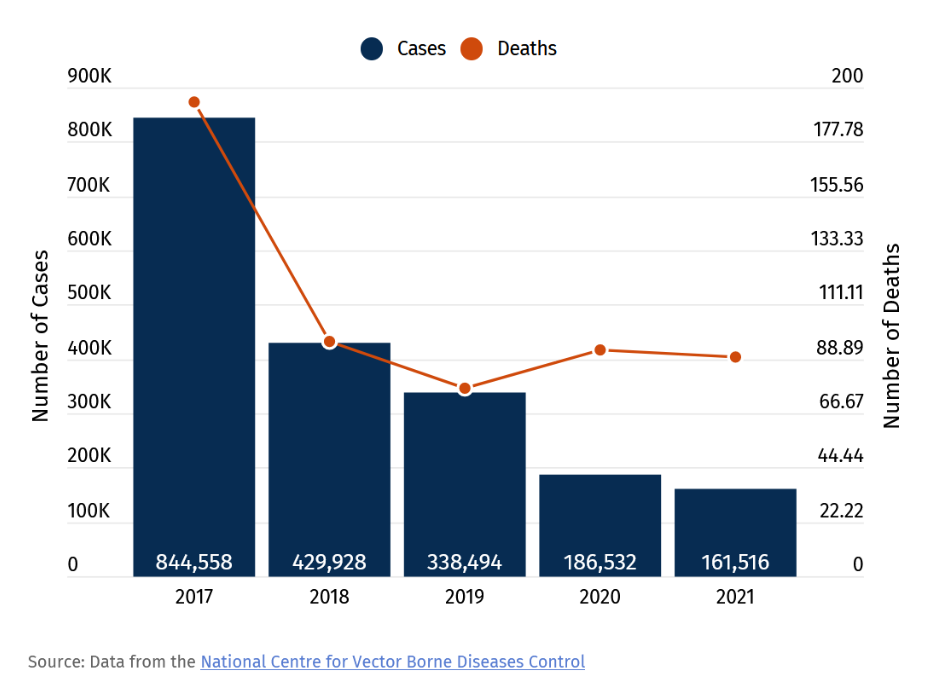 Cases Deaths
900K 200
800K 177.78
700K 155.56
600K 133.33
500K 111.11
400K 88.89
300K 66.67
200K 44.44
100K 22.22
0 0
Number of Cases
Number of Deaths
844,558 429,928 338,494 186,532 161,516
2017 2018 2019 2020 2021
Source: Data from the National Centre for Vector Borne Diseases Control